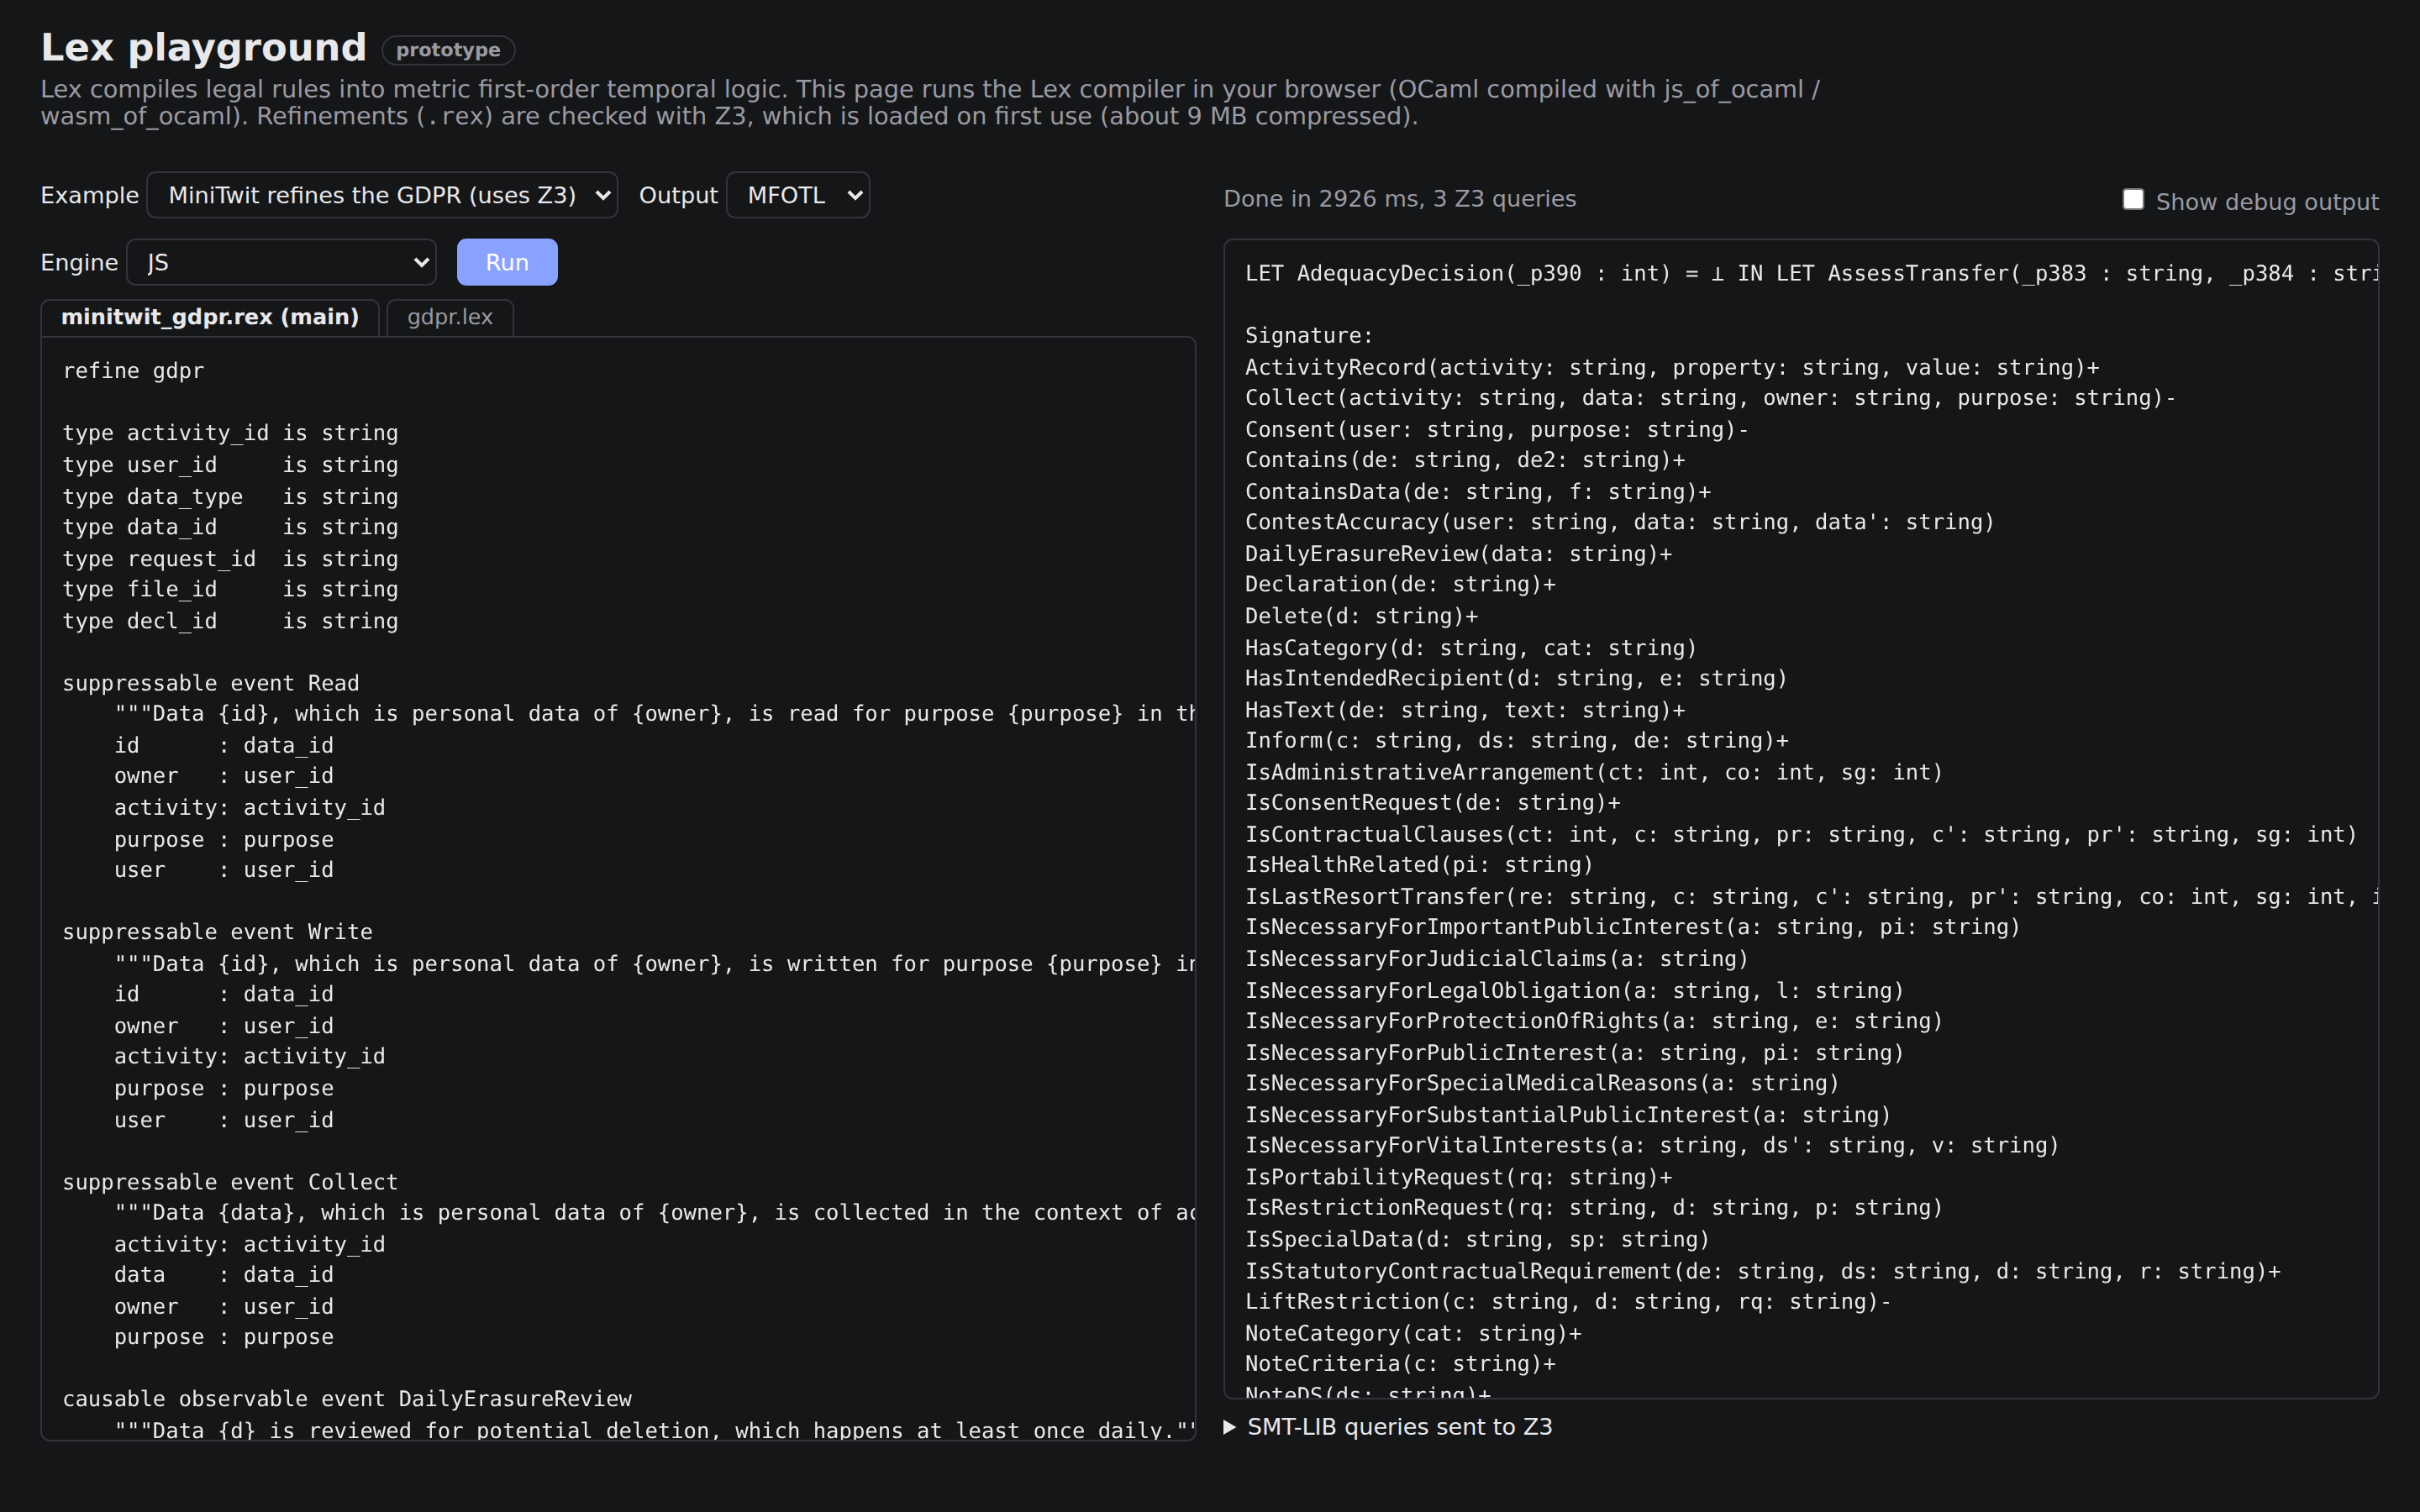 Lex playground prototype
Lex compiles legal rules into metric first-order temporal logic. This page runs the Lex compiler in your browser (OCaml compiled with js_of_ocaml /
wasm_of_ocaml). Refinements (.rex) are checked with Z3, which is loaded on first use (about 9 MB compressed).
Example MiniTwit refines the GDPR (uses Z3) Output MFOTL
Engine JS Run
minitwit_gdpr.rex (main) gdpr.lex
refine gdpr
type activity_id is string
type user_id     is string
type data_type   is string
type data_id     is string
type request_id  is string
type file_id     is string
type decl_id     is string
suppressable event Read
    """Data {id}, which is personal data of {owner}, is read for purpose {purpose} in
    id      : data_id
    owner   : user_id
    activity: activity_id
    purpose : purpose
    user    : user_id
suppressable event Write
    """Data {id}, which is personal data of {owner}, is written for purpose {purpose}
    id      : data_id
    owner   : user_id
    activity: activity_id
    purpose : purpose
    user    : user_id
suppressable event Collect
    """Data {data}, which is personal data of {owner}, is collected in the context of
    activity: activity_id
    data    : data_id
    owner   : user_id
    purpose : purpose
causable observable event DailyErasureReview
    """Data {d} is reviewed for potential deletion, which happens at least once daily."
Done in 2926 ms, 3 Z3 queries
Show debug output
LET AdequacyDecision(_p390 : int) = ⊥ IN LET AssessTransfer(_p383 : string, _p384 :
Signature:
ActivityRecord(activity: string, property: string, value: string)+
Collect(activity: string, data: string, owner: string, purpose: string)-
Consent(user: string, purpose: string)-
Contains(de: string, de2: string)+
ContainsData(de: string, f: string)+
ContestAccuracy(user: string, data: string, data': string)
DailyErasureReview(data: string)+
Declaration(de: string)+
Delete(d: string)+
HasCategory(d: string, cat: string)
HasIntendedRecipient(d: string, e: string)
HasText(de: string, text: string)+
Inform(c: string, ds: string, de: string)+
IsAdministrativeArrangement(ct: int, co: int, sg: int)
IsConsentRequest(de: string)+
IsContractualClauses(ct: int, c: string, pr: string, c': string, pr': string, sg: int)
IsHealthRelated(pi: string)
IsLastResortTransfer(re: string, c: string, c': string, pr': string, co: int, sg: int,
IsNecessaryForImportantPublicInterest(a: string, pi: string)
IsNecessaryForJudicialClaims(a: string)
IsNecessaryForLegalObligation(a: string, l: string)
IsNecessaryForProtectionOfRights(a: string, e: string)
IsNecessaryForPublicInterest(a: string, pi: string)
IsNecessaryForSpecialMedicalReasons(a: string)
IsNecessaryForSubstantialPublicInterest(a: string)
IsNecessaryForVitalInterests(a: string, ds': string, v: string)
IsPortabilityRequest(rq: string)+
IsRestrictionRequest(rq: string, d: string, p: string)
IsSpecialData(d: string, sp: string)
IsStatutoryContractualRequirement(de: string, ds: string, d: string, r: string)+
LiftRestriction(c: string, d: string, rq: string)-
NoteCategory(cat: string)+
NoteCriteria(c: string)+
NoteDS(ds: string)+
SMT-LIB queries sent to Z3